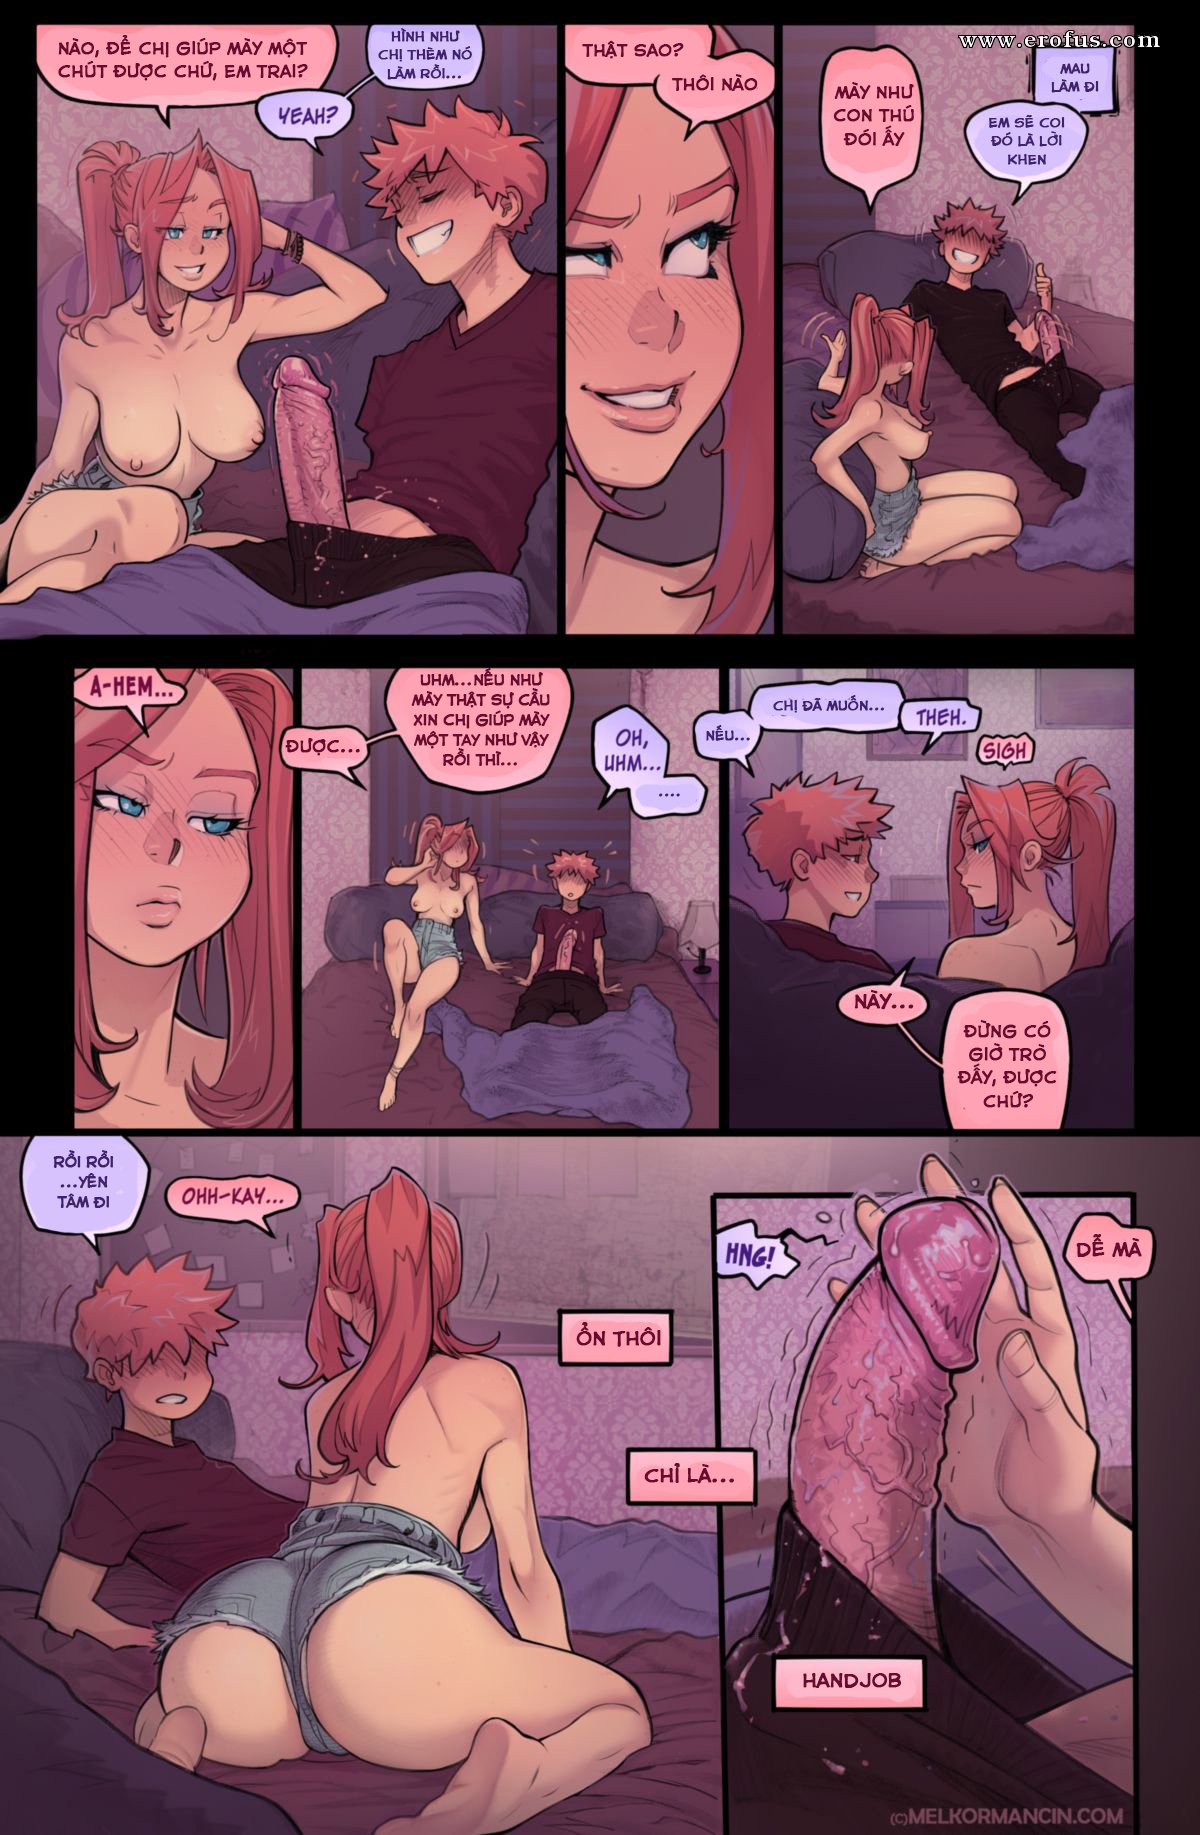 www.erofus.com
NÀO, ĐỂ CHỊ GIÚP MÀY MỘT
CHÚT ĐƯỢC CHỨ, EM TRAI?
HÌNH NHƯ
CHỊ THÈM NÓ
LẮM RỒI...
YEAH?
THẬT SAO?
THÔI NÀO
MÀY NHƯ
CON THÚ
ĐÓI ẤY
MAU
LÀM ĐI
EM SẼ COI
ĐÓ LÀ LỜI
KHEN
A-HEM...
ĐƯỢC...
UHM...NẾU NHƯ
MÀY THẬT SỰ CẦU
XIN CHỊ GIÚP MÀY
MỘT TAY NHƯ VẬY
RỒI THÌ...
OH,
UHM...
....
NẾU...
CHỊ ĐÃ MUỐN...
THEH.
SIGH
NÀY...
ĐỪNG CÓ
GIỞ TRÒ
ĐẤY, ĐƯỢC
CHỨ?
RỒI RỒI
...YÊN
TÂM ĐI
OHH-KAY...
ỔN THÔI
CHỈ LÀ...
HNG!
DỄ MÀ
HANDJOB
(C)MELKORMANCIN.COM